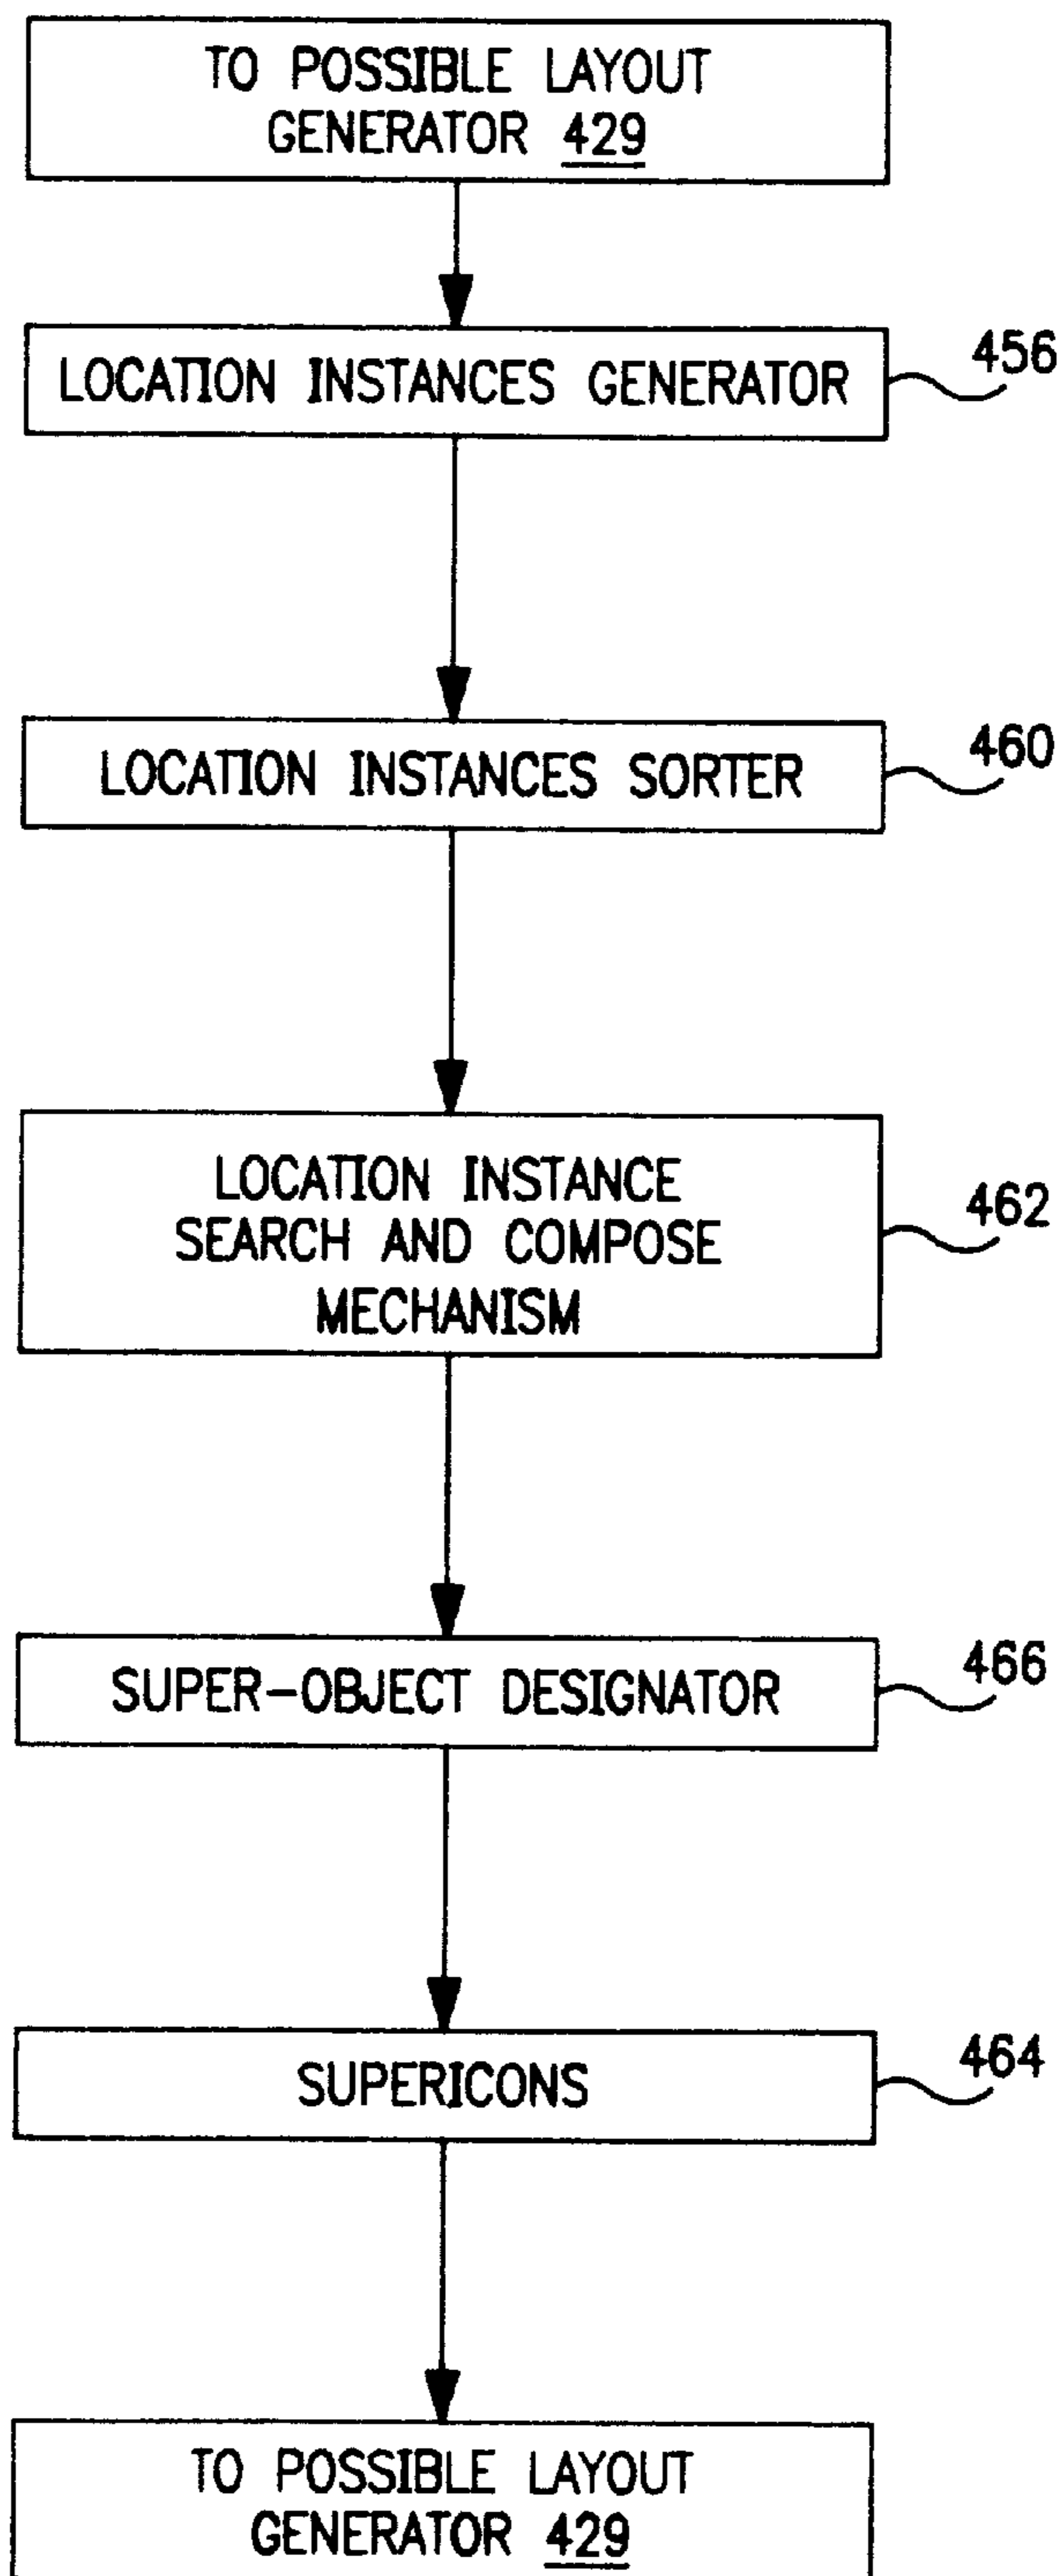 TO POSSIBLE LAYOUT
GENERATOR 429
LOCATION INSTANCES GENERATOR
456
LOCATION INSTANCES SORTER
460
LOCATION INSTANCE
SEARCH AND COMPOSE
MECHANISM
462
SUPER-OBJECT DESIGNATOR
466
SUPERICONS
464
TO POSSIBLE LAYOUT
GENERATOR 429